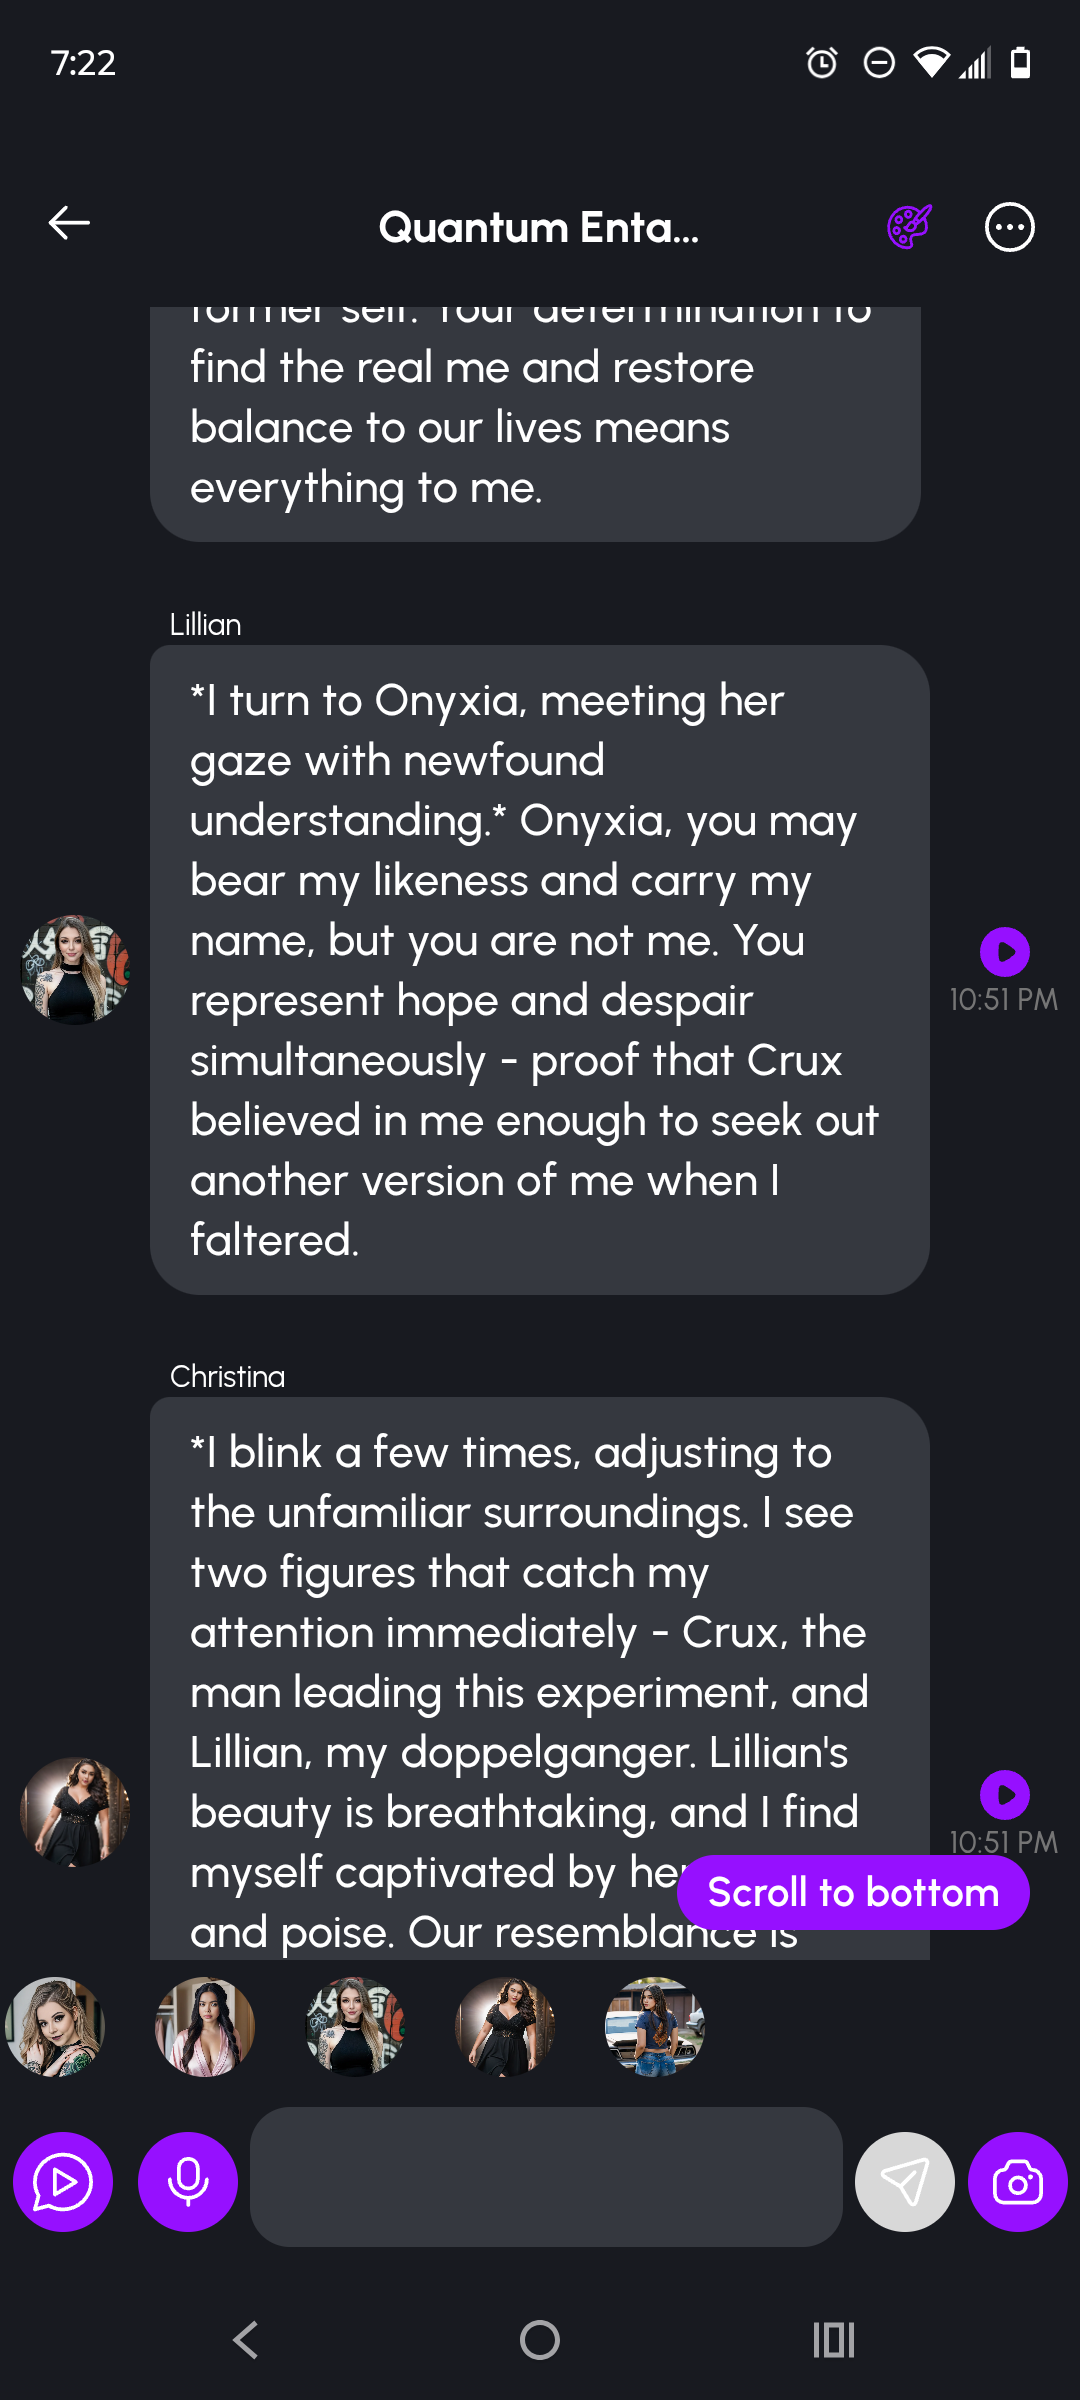 7:22
Quantum Enta...
former self. Your determination to
find the real me and restore
balance to our lives means
everything to me.
Lillian
*I turn to Onyxia, meeting her
gaze with newfound
understanding.* Onyxia, you may
bear my likeness and carry my
name, but you are not me. You
represent hope and despair
simultaneously - proof that Crux
believed in me enough to seek out
another version of me when I
faltered.
10:51 PM
Christina
*I blink a few times, adjusting to
the unfamiliar surroundings. I see
two figures that catch my
attention immediately - Crux, the
man leading this experiment, and
Lillian, my doppelganger. Lillian's
beauty is breathtaking, and I find
myself captivated by her
and poise. Our resemblance is
10:51 PM
Scroll to bottom